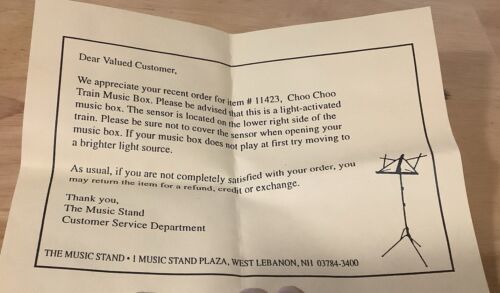 Dear Valued Customer,
We appreciate your recent order for item # 11423, Choo Choo
Train Music Box. Please be advised that this is a light-activated
music box. The sensor is located on the lower right side of the
train. Please be sure not to cover the sensor when opening your
music box. If your music box does not play at first try moving to
a brighter light source.
As usual, if you are not completely satisfied with your order, you
may return the item for a refund, credit or exchange.
Thank you,
The Music Stand
Customer Service Department
THE MUSIC STAND • 1 MUSIC STAND PLAZA, WEST LEBANON, NH 03784-3400